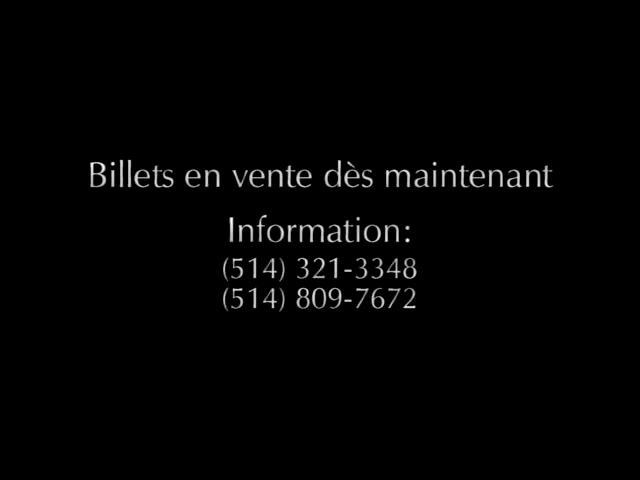 Billets en vente dès maintenant
Information:
(514) 321-3348
(514) 809-7672